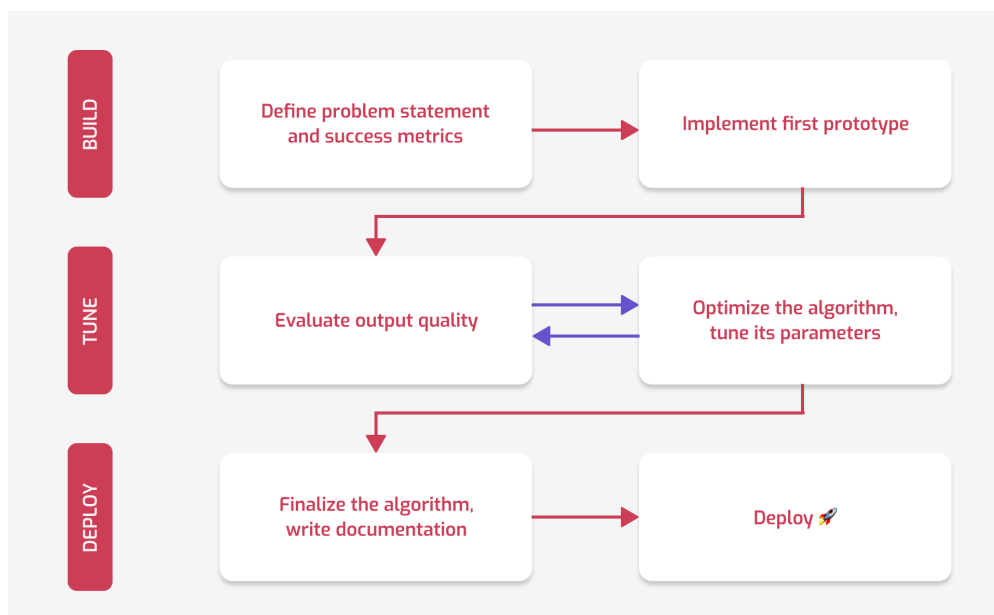 BUILD
Define problem statement
and success metrics
Implement first prototype
TUNE
Evaluate output quality
Optimize the algorithm,
tune its parameters
DEPLOY
Finalize the algorithm,
write documentation
Deploy 🚀